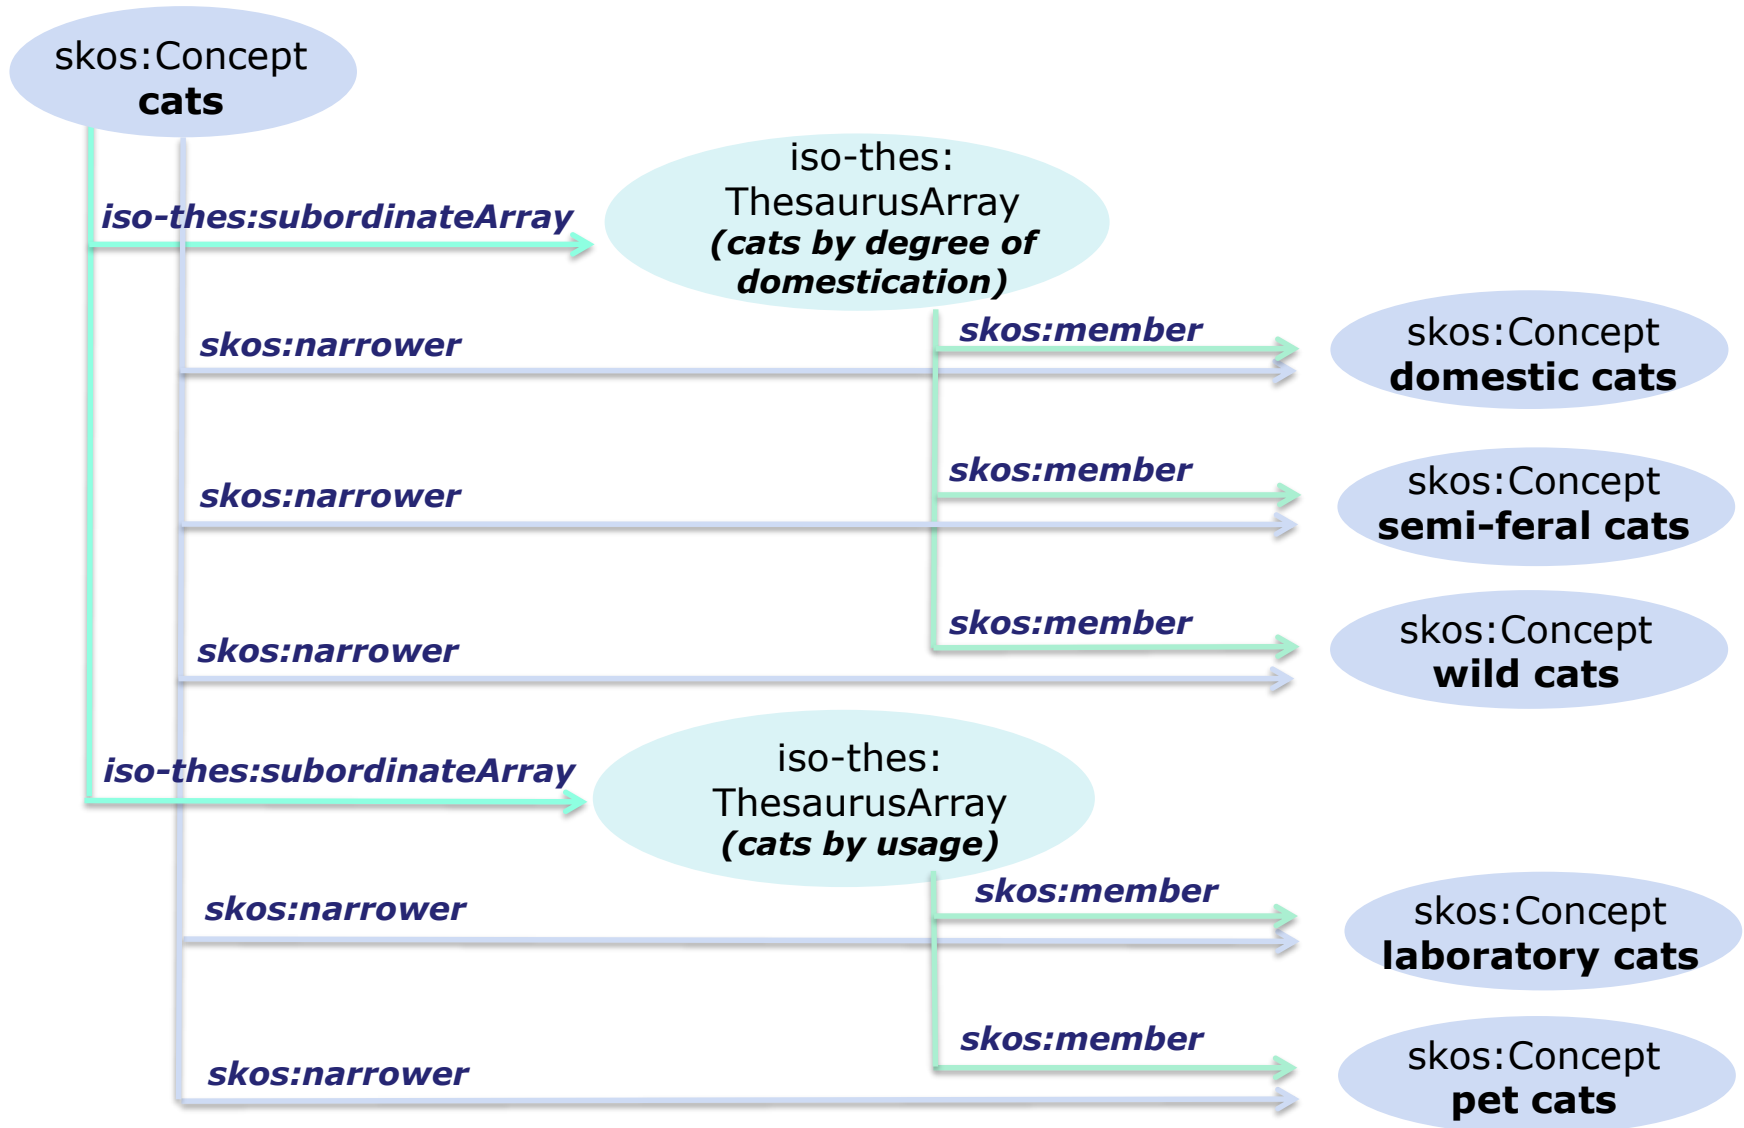 skos:Concept
cats
iso-thes:
ThesaurusArray
(cats by degree of
domestication)
iso-thes:subordinateArray
skos:narrower
skos:member
skos:Concept
domestic cats
skos:narrower
skos:member
skos:Concept
semi-feral cats
skos:narrower
skos:member
skos:Concept
wild cats
iso-thes:subordinateArray
iso-thes:
ThesaurusArray
(cats by usage)
skos:narrower
skos:member
skos:Concept
laboratory cats
skos:narrower
skos:member
skos:Concept
pet cats